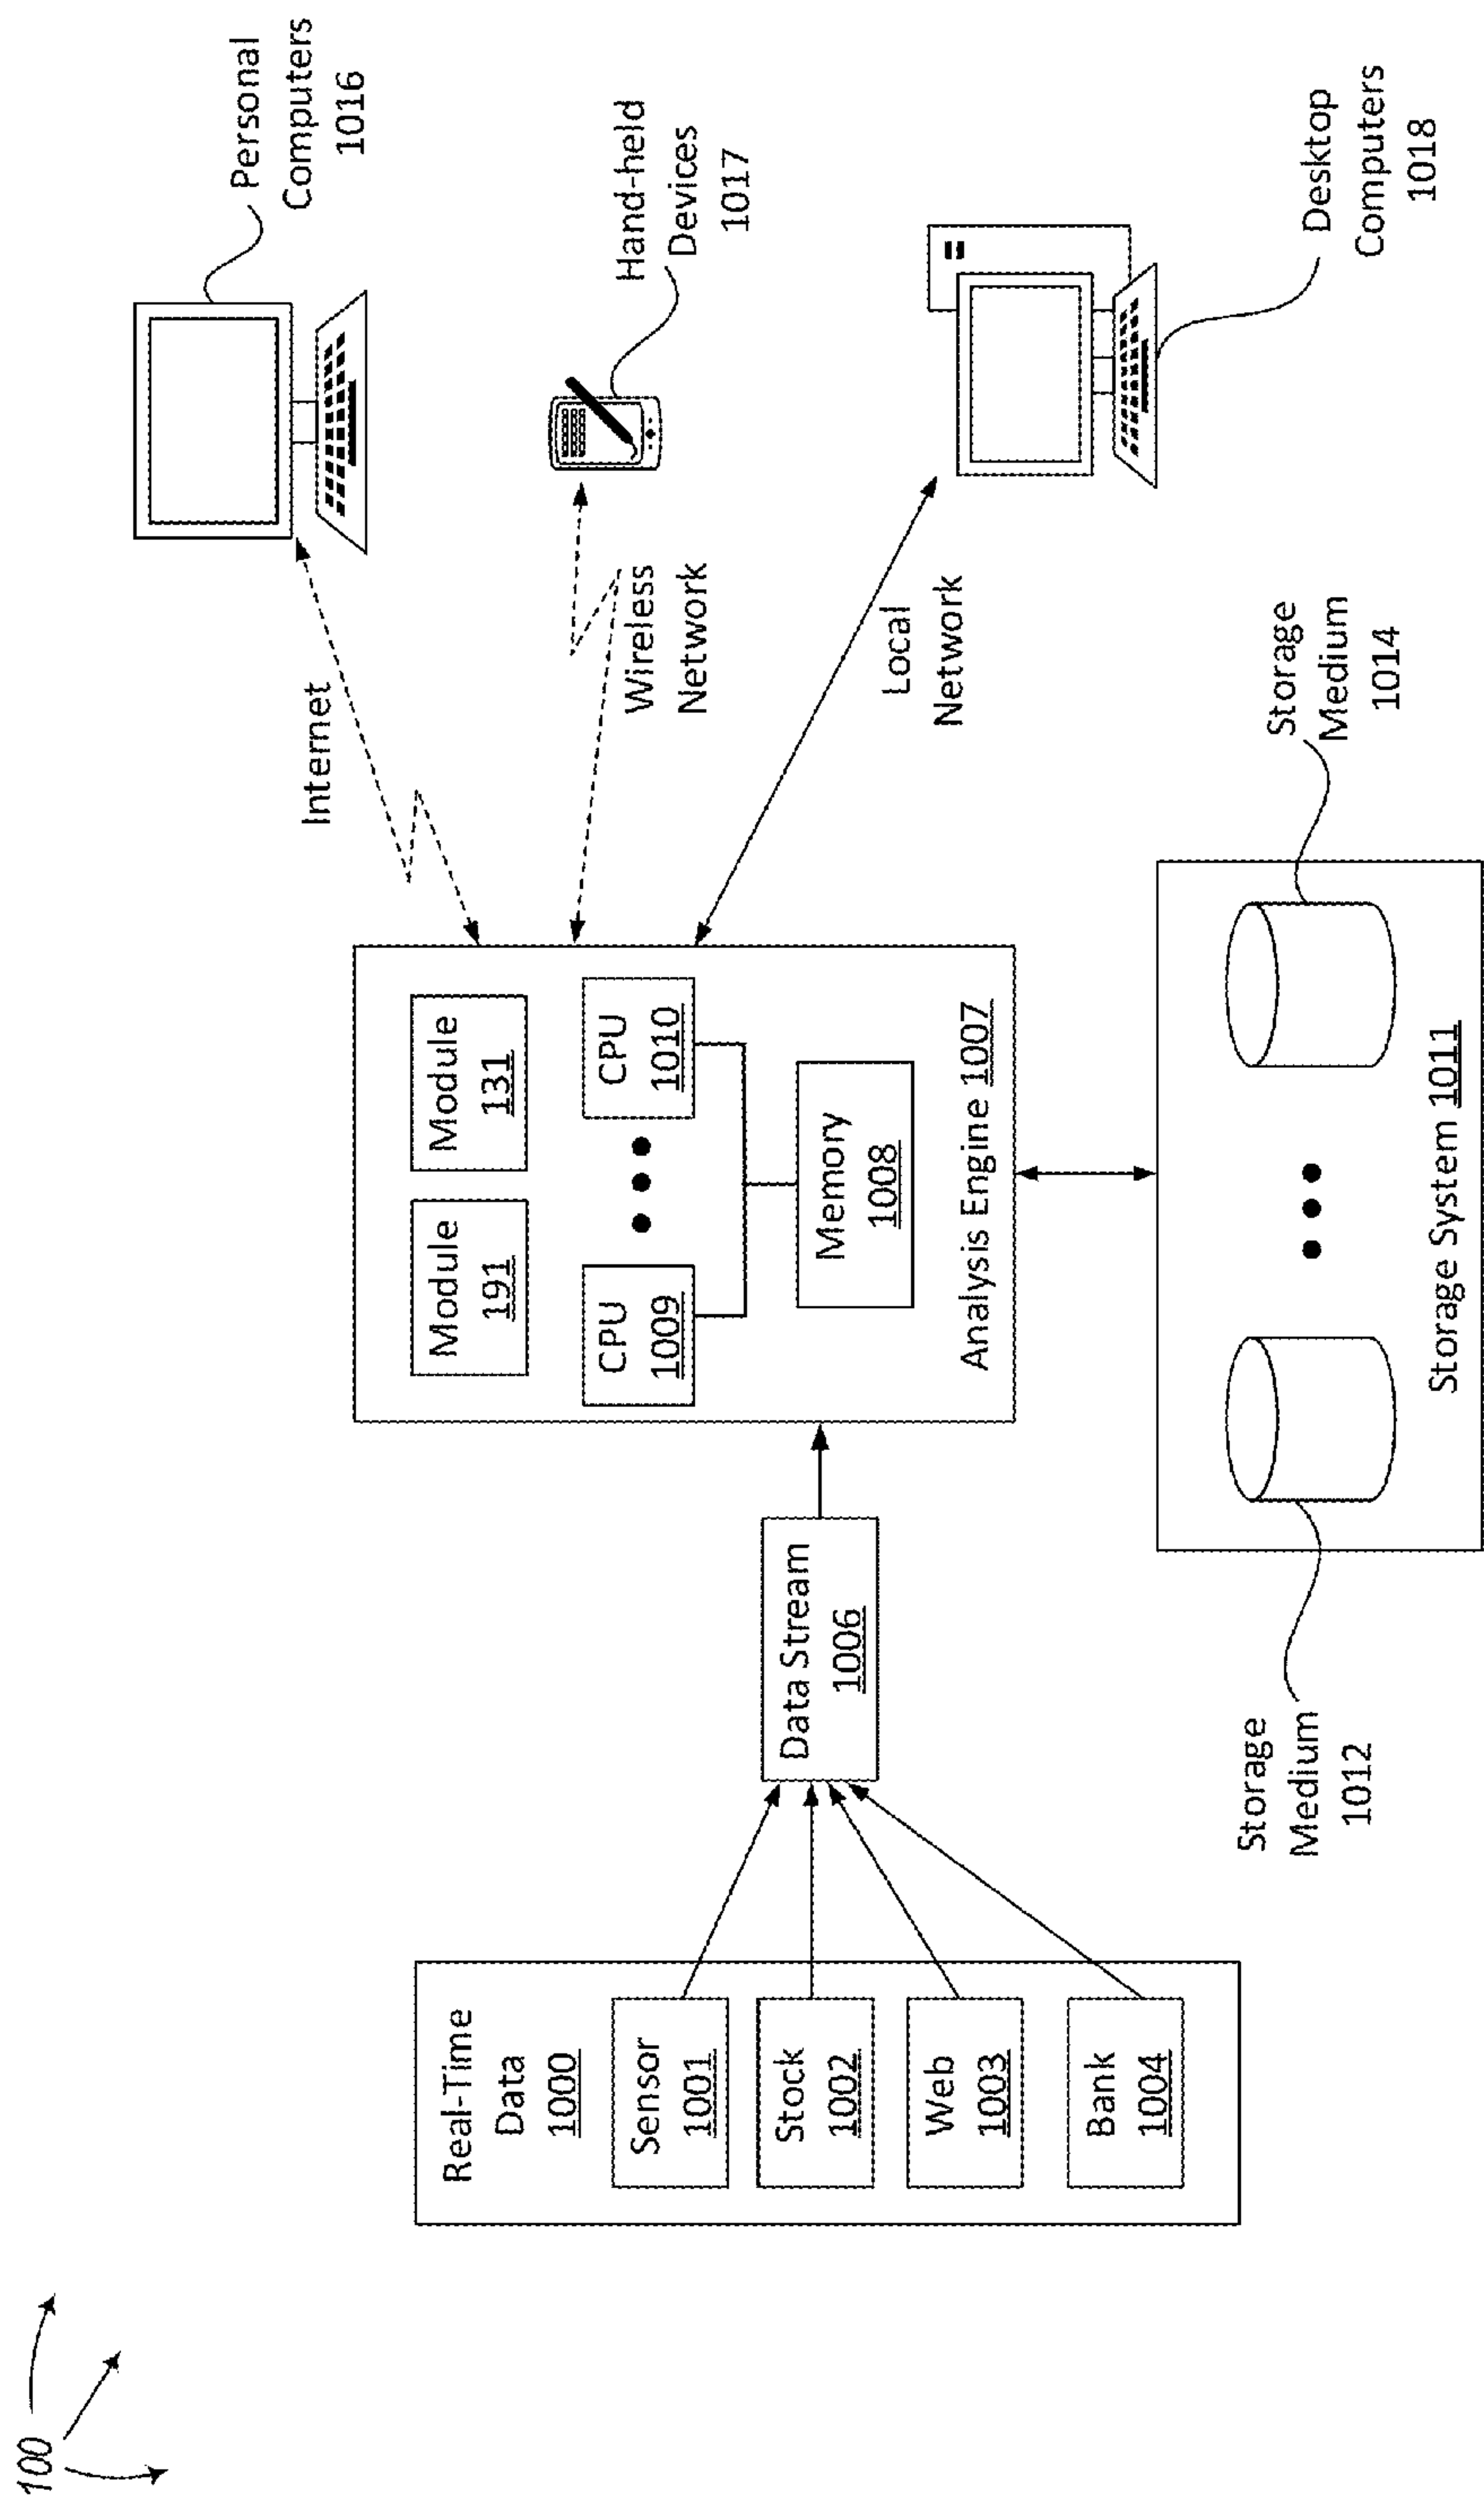 100
Real-Time
Data
1000
Sensor
1001
Stock
1002
Web
1003
Bank
1004
Data Stream
1006
Module
191
Module
131
CPU
1009
CPU
1010
Memory
1008
Analysis Engine 1007
Storage
Medium
1012
Storage System 1011
Storage
Medium
1014
Internet
Wireless
Network
Local
Network
Personal
Computers
1016
Hand-held
Devices
1017
Desktop
Computers
1018